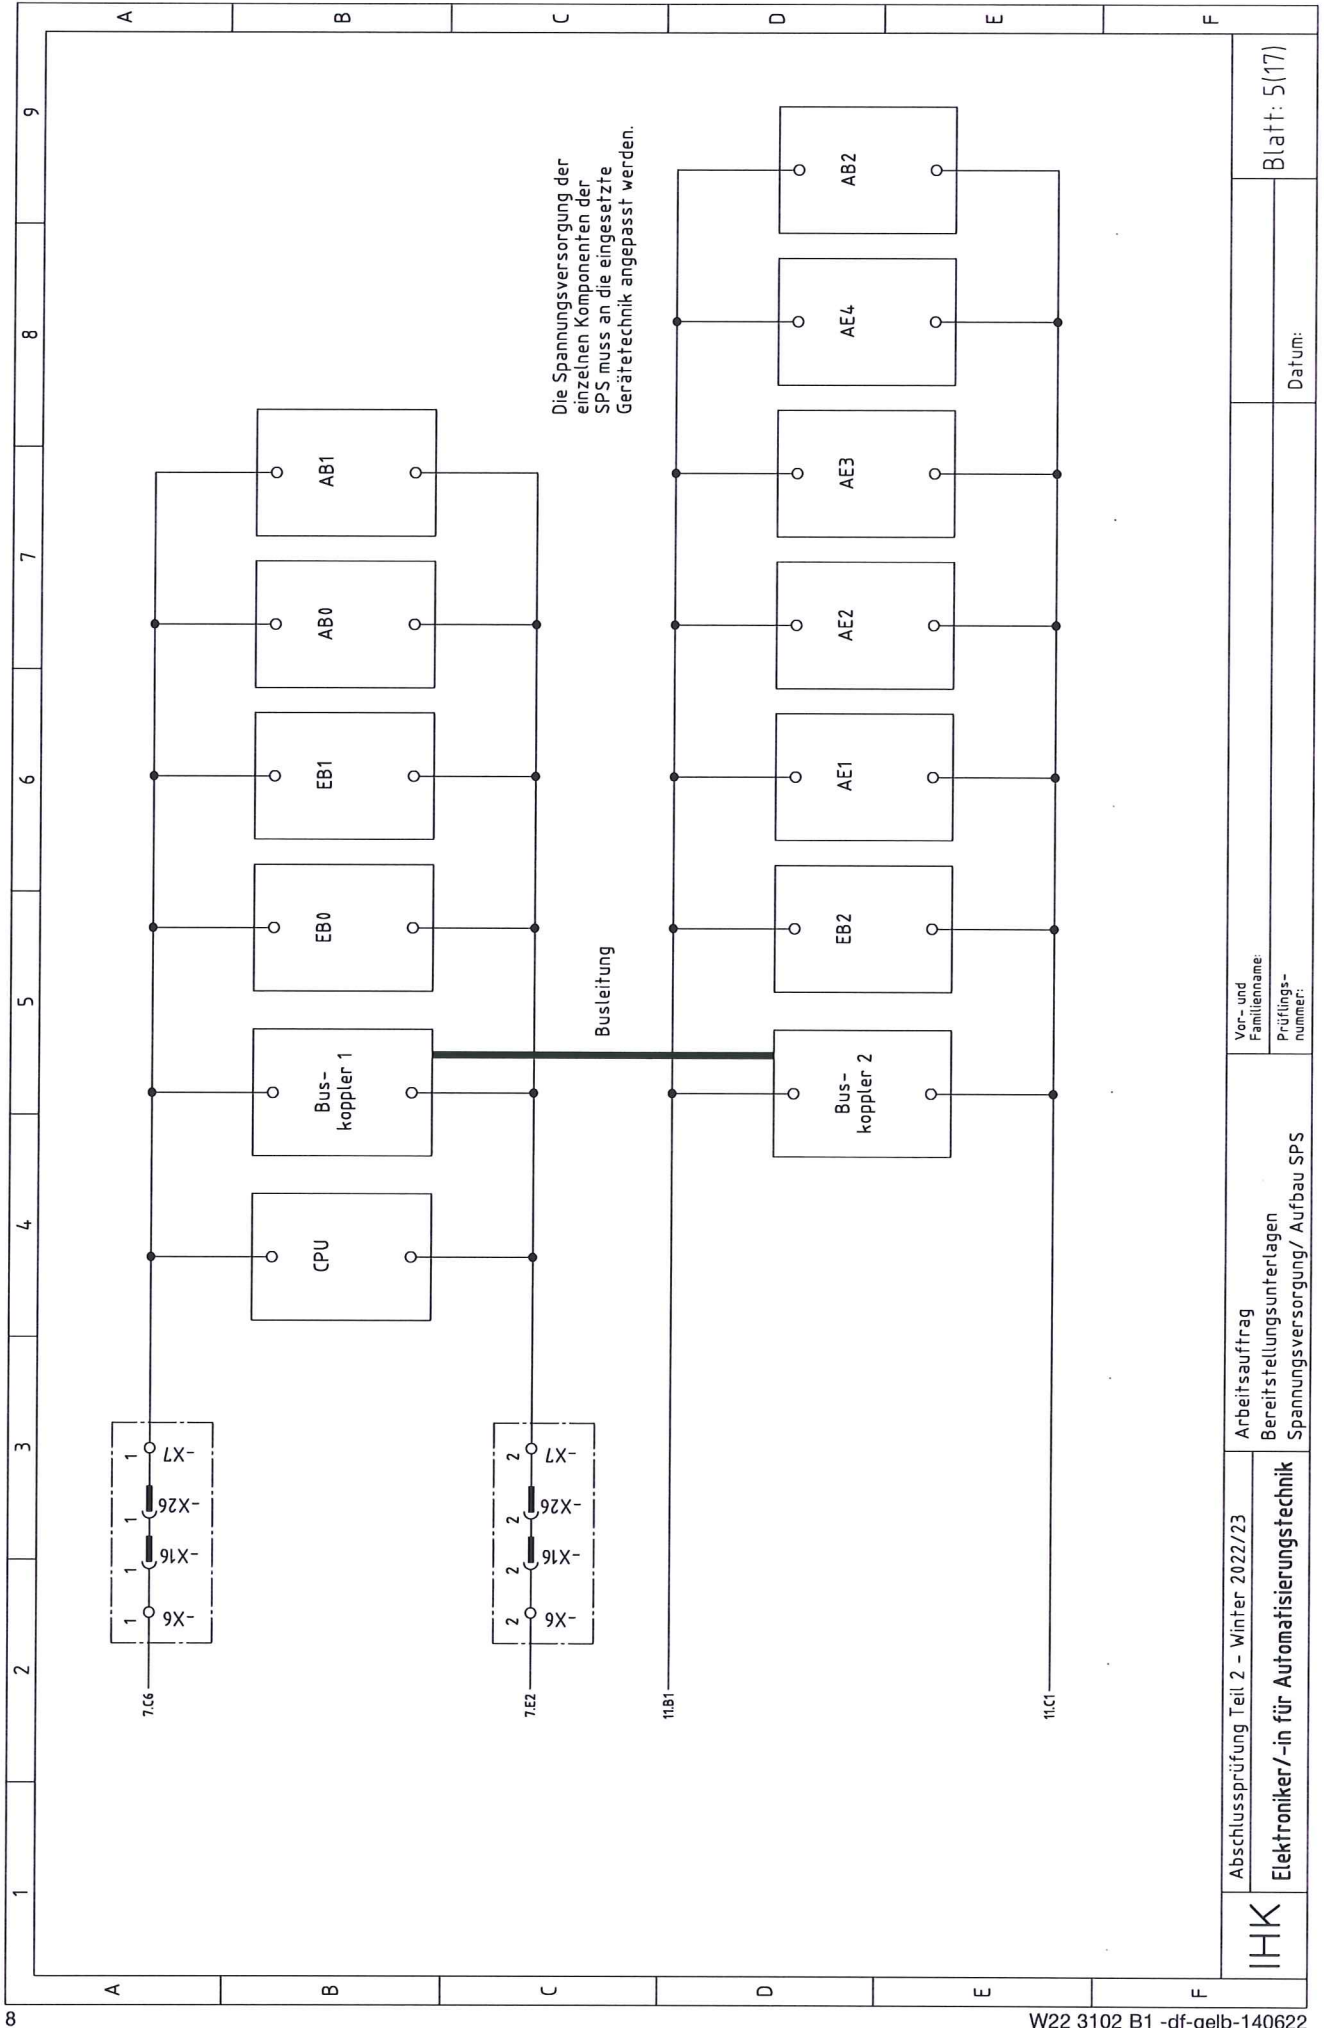 8
1 2 3 4 5 6 7 8 9
A
B
C
D
E
F
A
B
C
D
E
F
7.C6
1 1 1 1
-X6 -X16 -X26 -X7
CPU
Bus-
koppler 1
EB0
EB1
AB0
AB1
7.E2
2 2 2 2
-X6 -X16 -X26 -X7
Die Spannungsversorgung der
einzelnen Komponenten der
SPS muss an die eingesetzte
Gerätetechnik angepasst werden.
Busleitung
11.B1
Bus-
koppler 2
EB2
AE1
AE2
AE3
AE4
AB2
11.C1
IHK
Abschlussprüfung Teil 2 - Winter 2022/23
Elektroniker/-in für Automatisierungstechnik
Arbeitsauftrag
Bereitstellungsunterlagen
Spannungsversorgung/ Aufbau SPS
Vor- und
Familienname:
Prüflings-
nummer:
Datum:
Blatt: 5(17)
W22 3102 B1 -df-gelb-140622